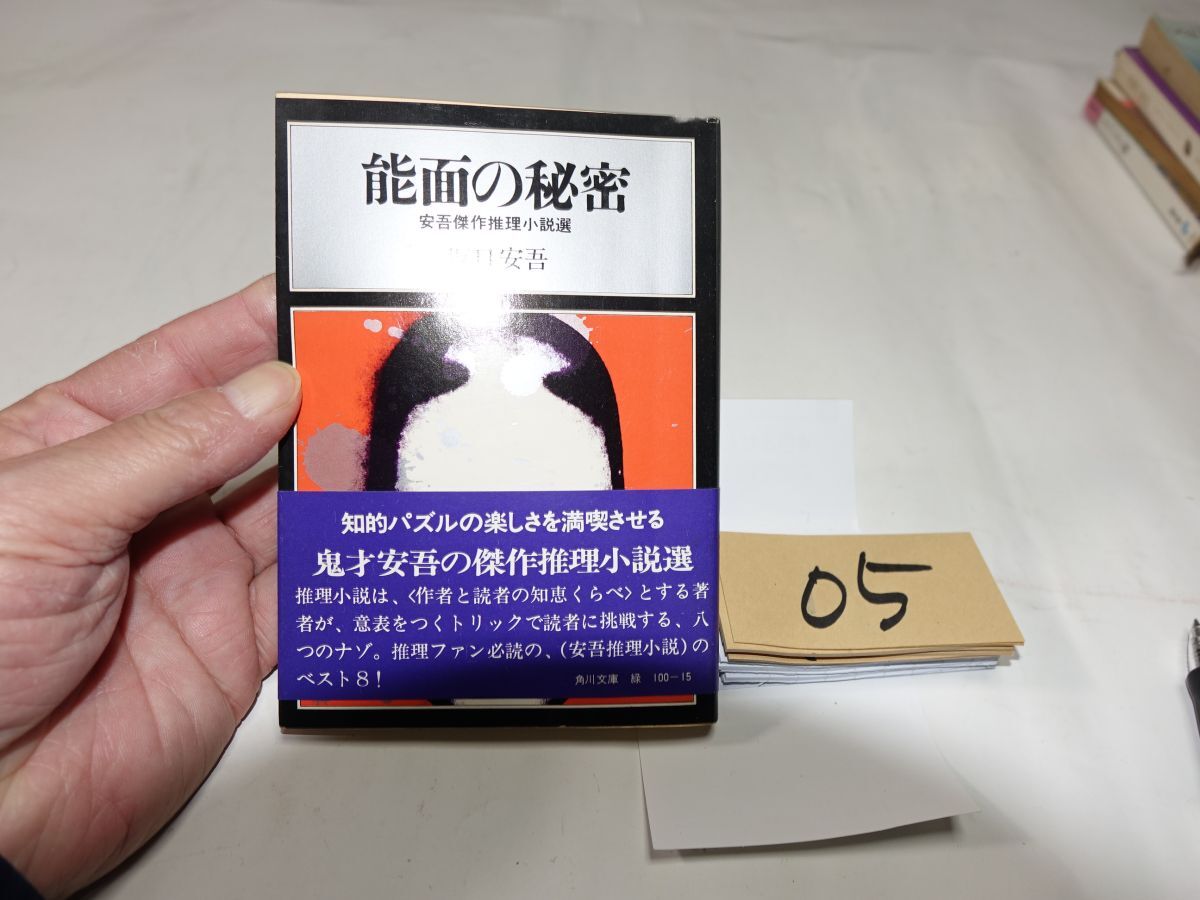 能面の秘密
安吾傑作推理小説選
坂口安吾
知的パズルの楽しさを満喫させる
鬼才安吾の傑作推理小説選
推理小説は、〈作者と読者の知恵くらべ〉とする著
者が、意表をつくトリックで読者に挑戦する、八
つのナゾ。推理ファン必読の、(安吾推理小説)の
ベスト8!
角川文庫 緑 100-15
05